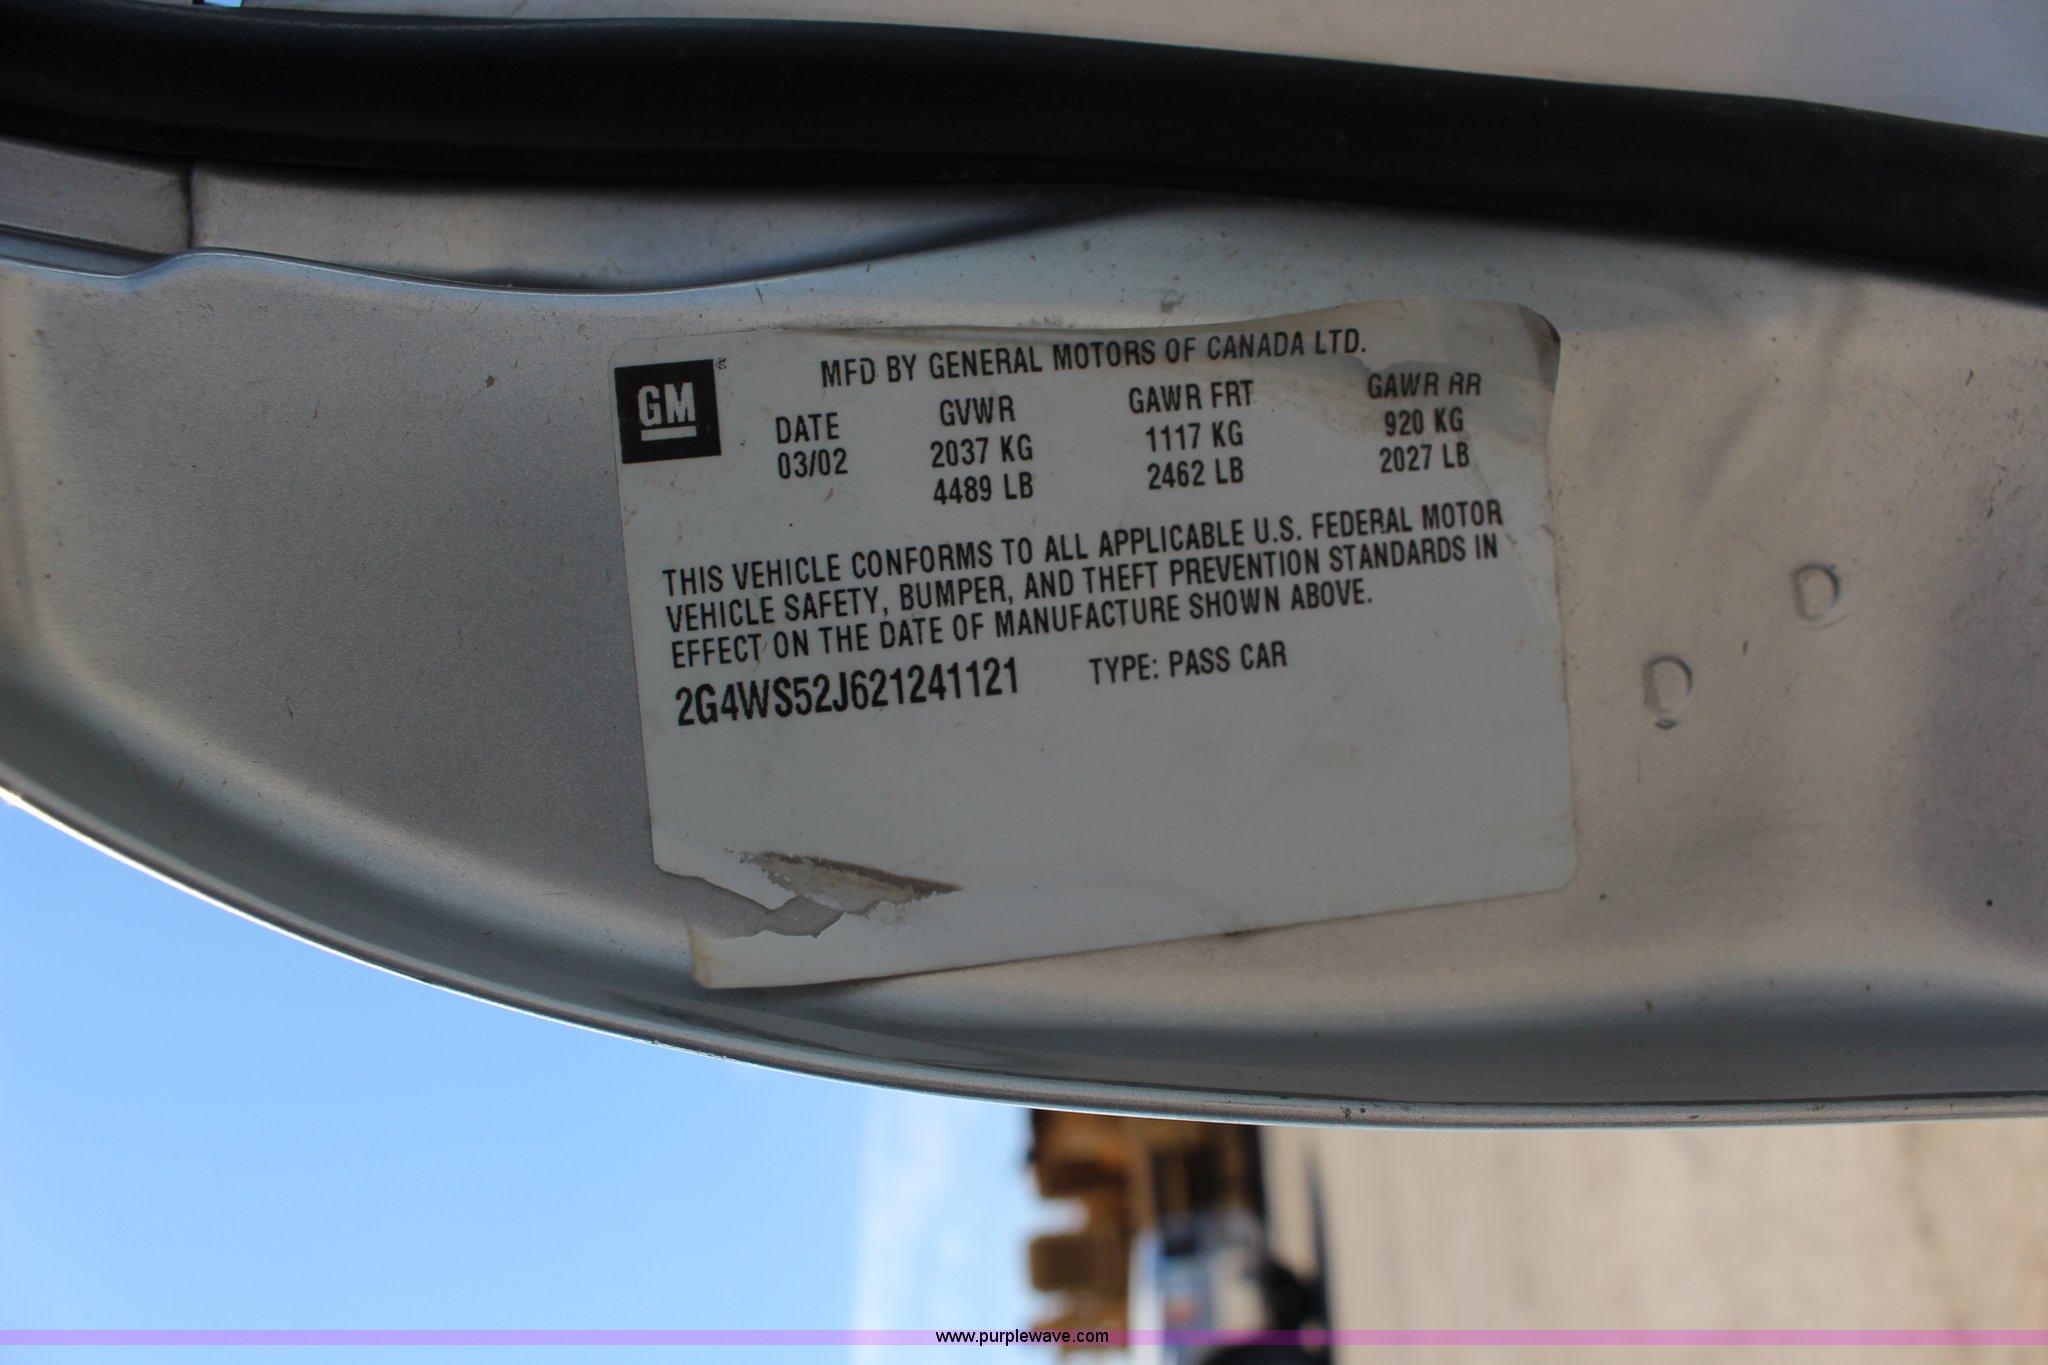 GM
MFD BY GENERAL MOTORS OF CANADA LTD.
DATE GVWR GAWR FRT GAWR RR
03/02 2037 KG 1117 KG 920 KG
4489 LB 2462 LB 2027 LB
THIS VEHICLE CONFORMS TO ALL APPLICABLE U.S. FEDERAL MOTOR
VEHICLE SAFETY, BUMPER, AND THEFT PREVENTION STANDARDS IN
EFFECT ON THE DATE OF MANUFACTURE SHOWN ABOVE.
2G4WS52J621241121 TYPE: PASS CAR
www.purplewave.com